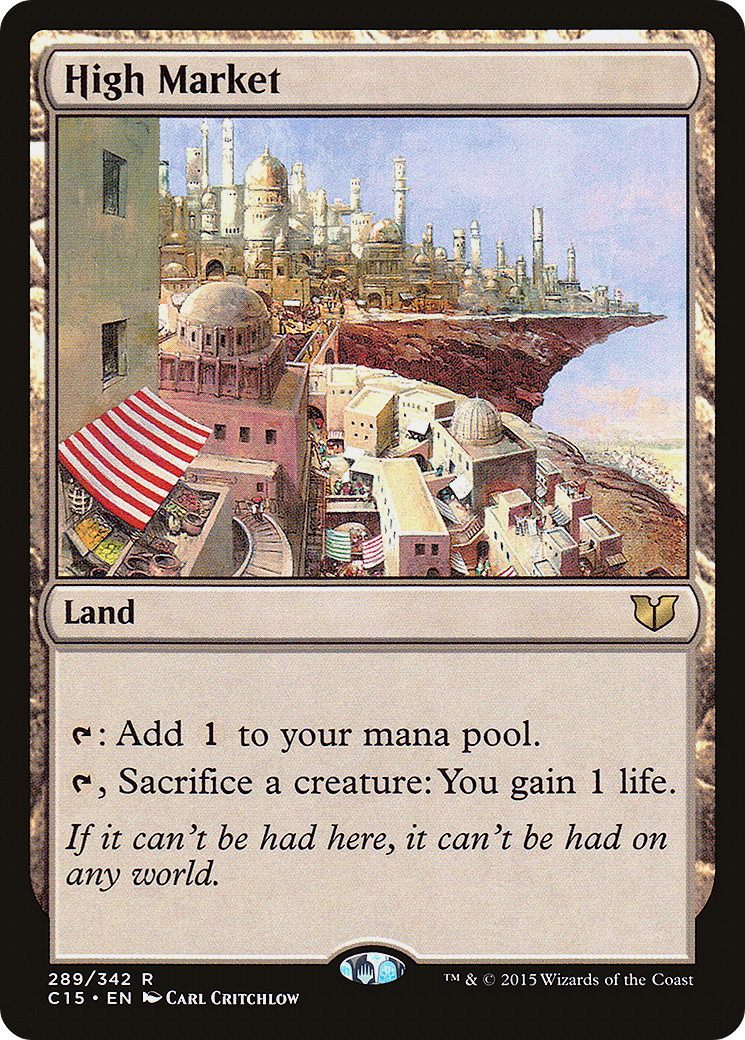 High Market
Land
: Add 1 to your mana pool.
, Sacrifice a creature: You gain 1 life.
If it can't be had here, it can't be had on
any world.
289/342 R
™ & © 2015 Wizards of the Coast
C15 • EN Carl Critchlow